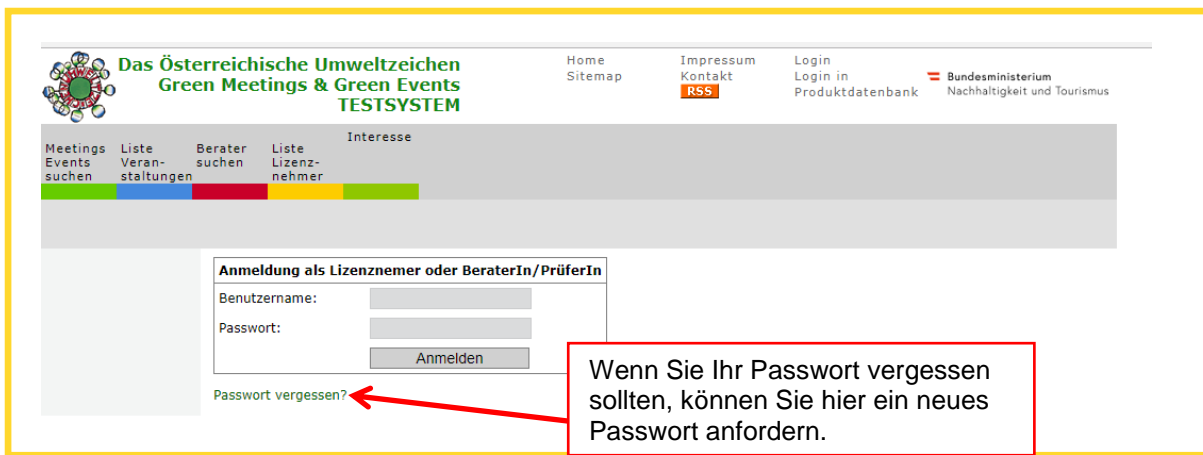 Das Österreichische Umweltzeichen
Green Meetings & Green Events
TESTSYSTEM
Home
Sitemap
Impressum
Kontakt
RSS
Login
Login in
Produktdatenbank
Bundesministerium
Nachhaltigkeit und Tourismus
Meetings
Events
suchen
Liste
Veran-
staltungen
Berater
suchen
Liste
Lizenz-
nehmer
Interesse
Anmeldung als Lizenznemer oder BeraterIn/PrüferIn
Benutzername:
Passwort:
Anmelden
Passwort vergessen?
Wenn Sie Ihr Passwort vergessen
sollten, können Sie hier ein neues
Passwort anfordern.